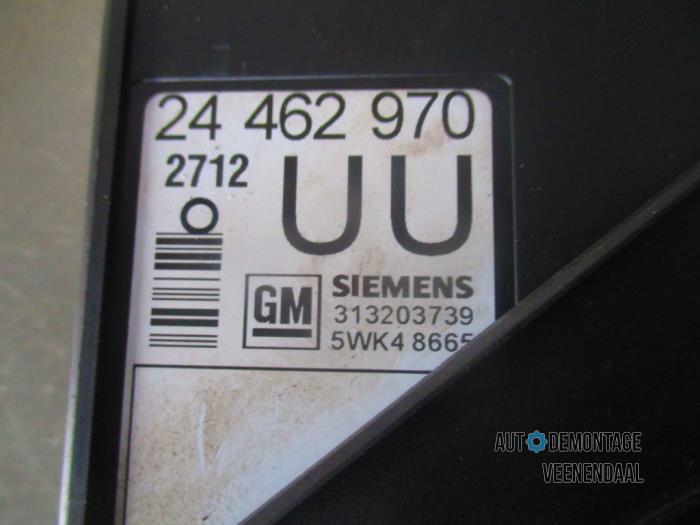 24 462 970
2712
O
UU
GM
SIEMENS
313203739
5WK4 8665
AUTODEMONTAGE
VEENENDAAL